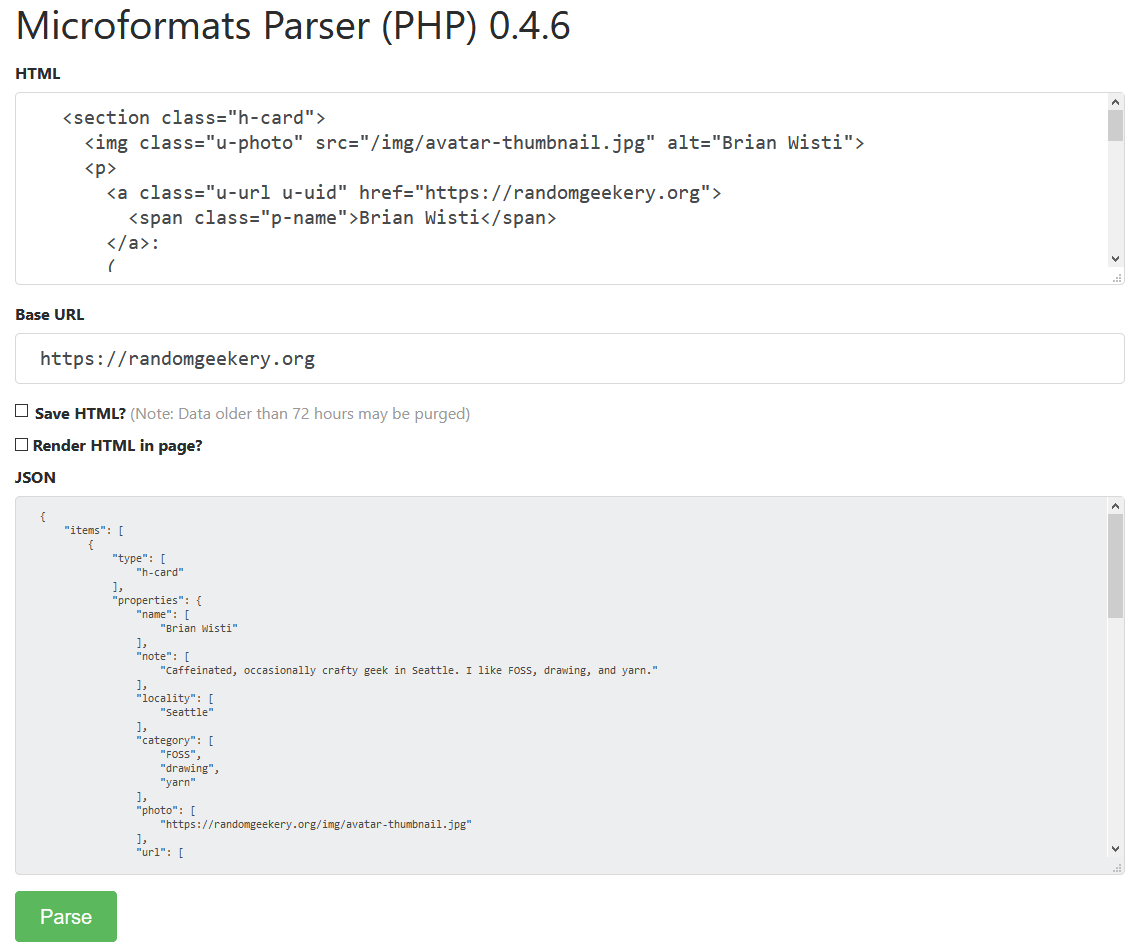 Microformats Parser (PHP) 0.4.6
HTML
<section class="h-card">
<img class="u-photo" src="/img/avatar-thumbnail.jpg" alt="Brian Wisti">
<p>
<a class="u-url u-uid" href="https://randomgeekery.org">
<span class="p-name">Brian Wisti</span>
</a>:
(
Base URL
https://randomgeekery.org
Save HTML? (Note: Data older than 72 hours may be purged)
Render HTML in page?
JSON
{
"items": [
{
"type": [
"h-card"
],
"properties": {
"name": [
"Brian Wisti"
],
"note": [
"Caffeinated, occasionally crafty geek in Seattle. I like FOSS, drawing, and yarn."
],
"locality": [
"Seattle"
],
"category": [
"FOSS",
"drawing",
"yarn"
],
"photo": [
"https://randomgeekery.org/img/avatar-thumbnail.jpg"
],
"url": [
Parse